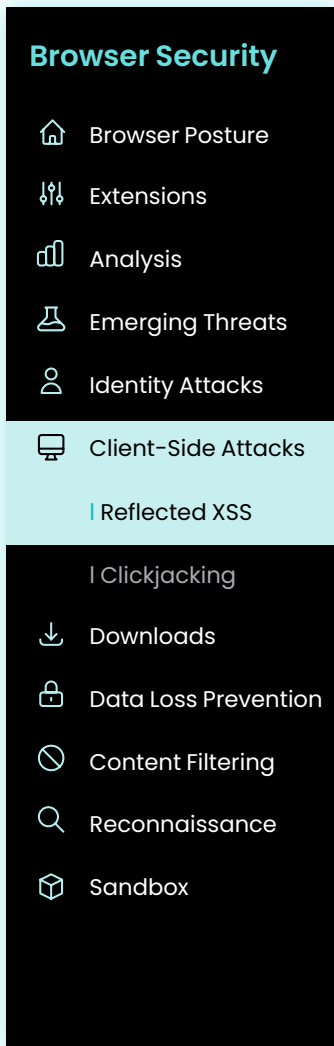 Browser Security
Browser Posture
Extensions
Analysis
Emerging Threats
Identity Attacks
Client-Side Attacks
| Reflected XSS
| Clickjacking
Downloads
Data Loss Prevention
Content Filtering
Reconnaissance
Sandbox